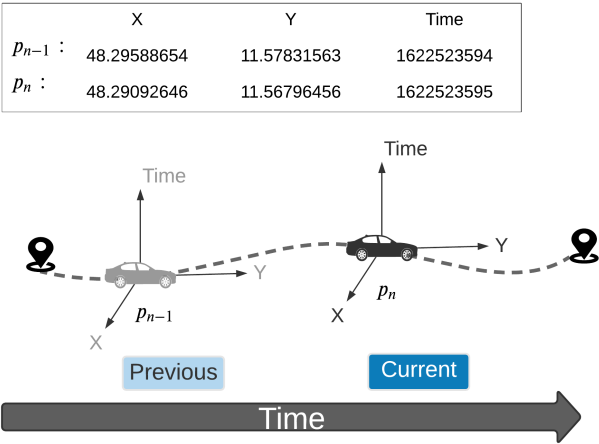 X Y Time
pn−1 : 48.29588654 11.57831563 1622523594
pn : 48.29092646 11.56796456 1622523595
Time
Time
Y
Y
pn
pn−1
X
X
Previous Current
Time